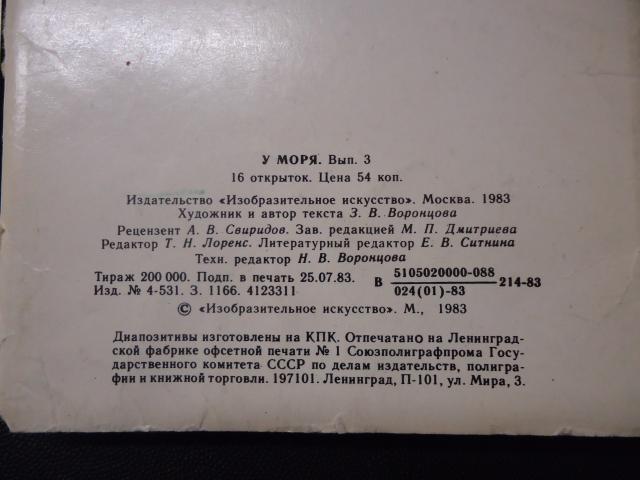 У МОРЯ. Вып. 3
16 открыток. Цена 54 коп.
Издательство «Изобразительное искусство». Москва. 1983
Художник и автор текста З. В. Воронцова
Рецензент А. В. Свиридов. Зав. редакцией М. П. Дмитриева
Редактор Т. Н. Лоренс. Литературный редактор Е. В. Ситнина
Техн. редактор Н. В. Воронцова
Тираж 200 000. Подп. в печать 25.07.83.
Изд. № 4-531. З. 1166. 4123311
В 5105020000-088
024(01)-83 214-83
© «Изобразительное искусство». М., 1983
Диапозитивы изготовлены на КПК. Отпечатано на Ленинград-
ской фабрике офсетной печати № 1 Союзполиграфпрома Госу-
дарственного комитета СССР по делам издательств, полигра-
фии и книжной торговли. 197101. Ленинград, П-101, ул. Мира, 3.